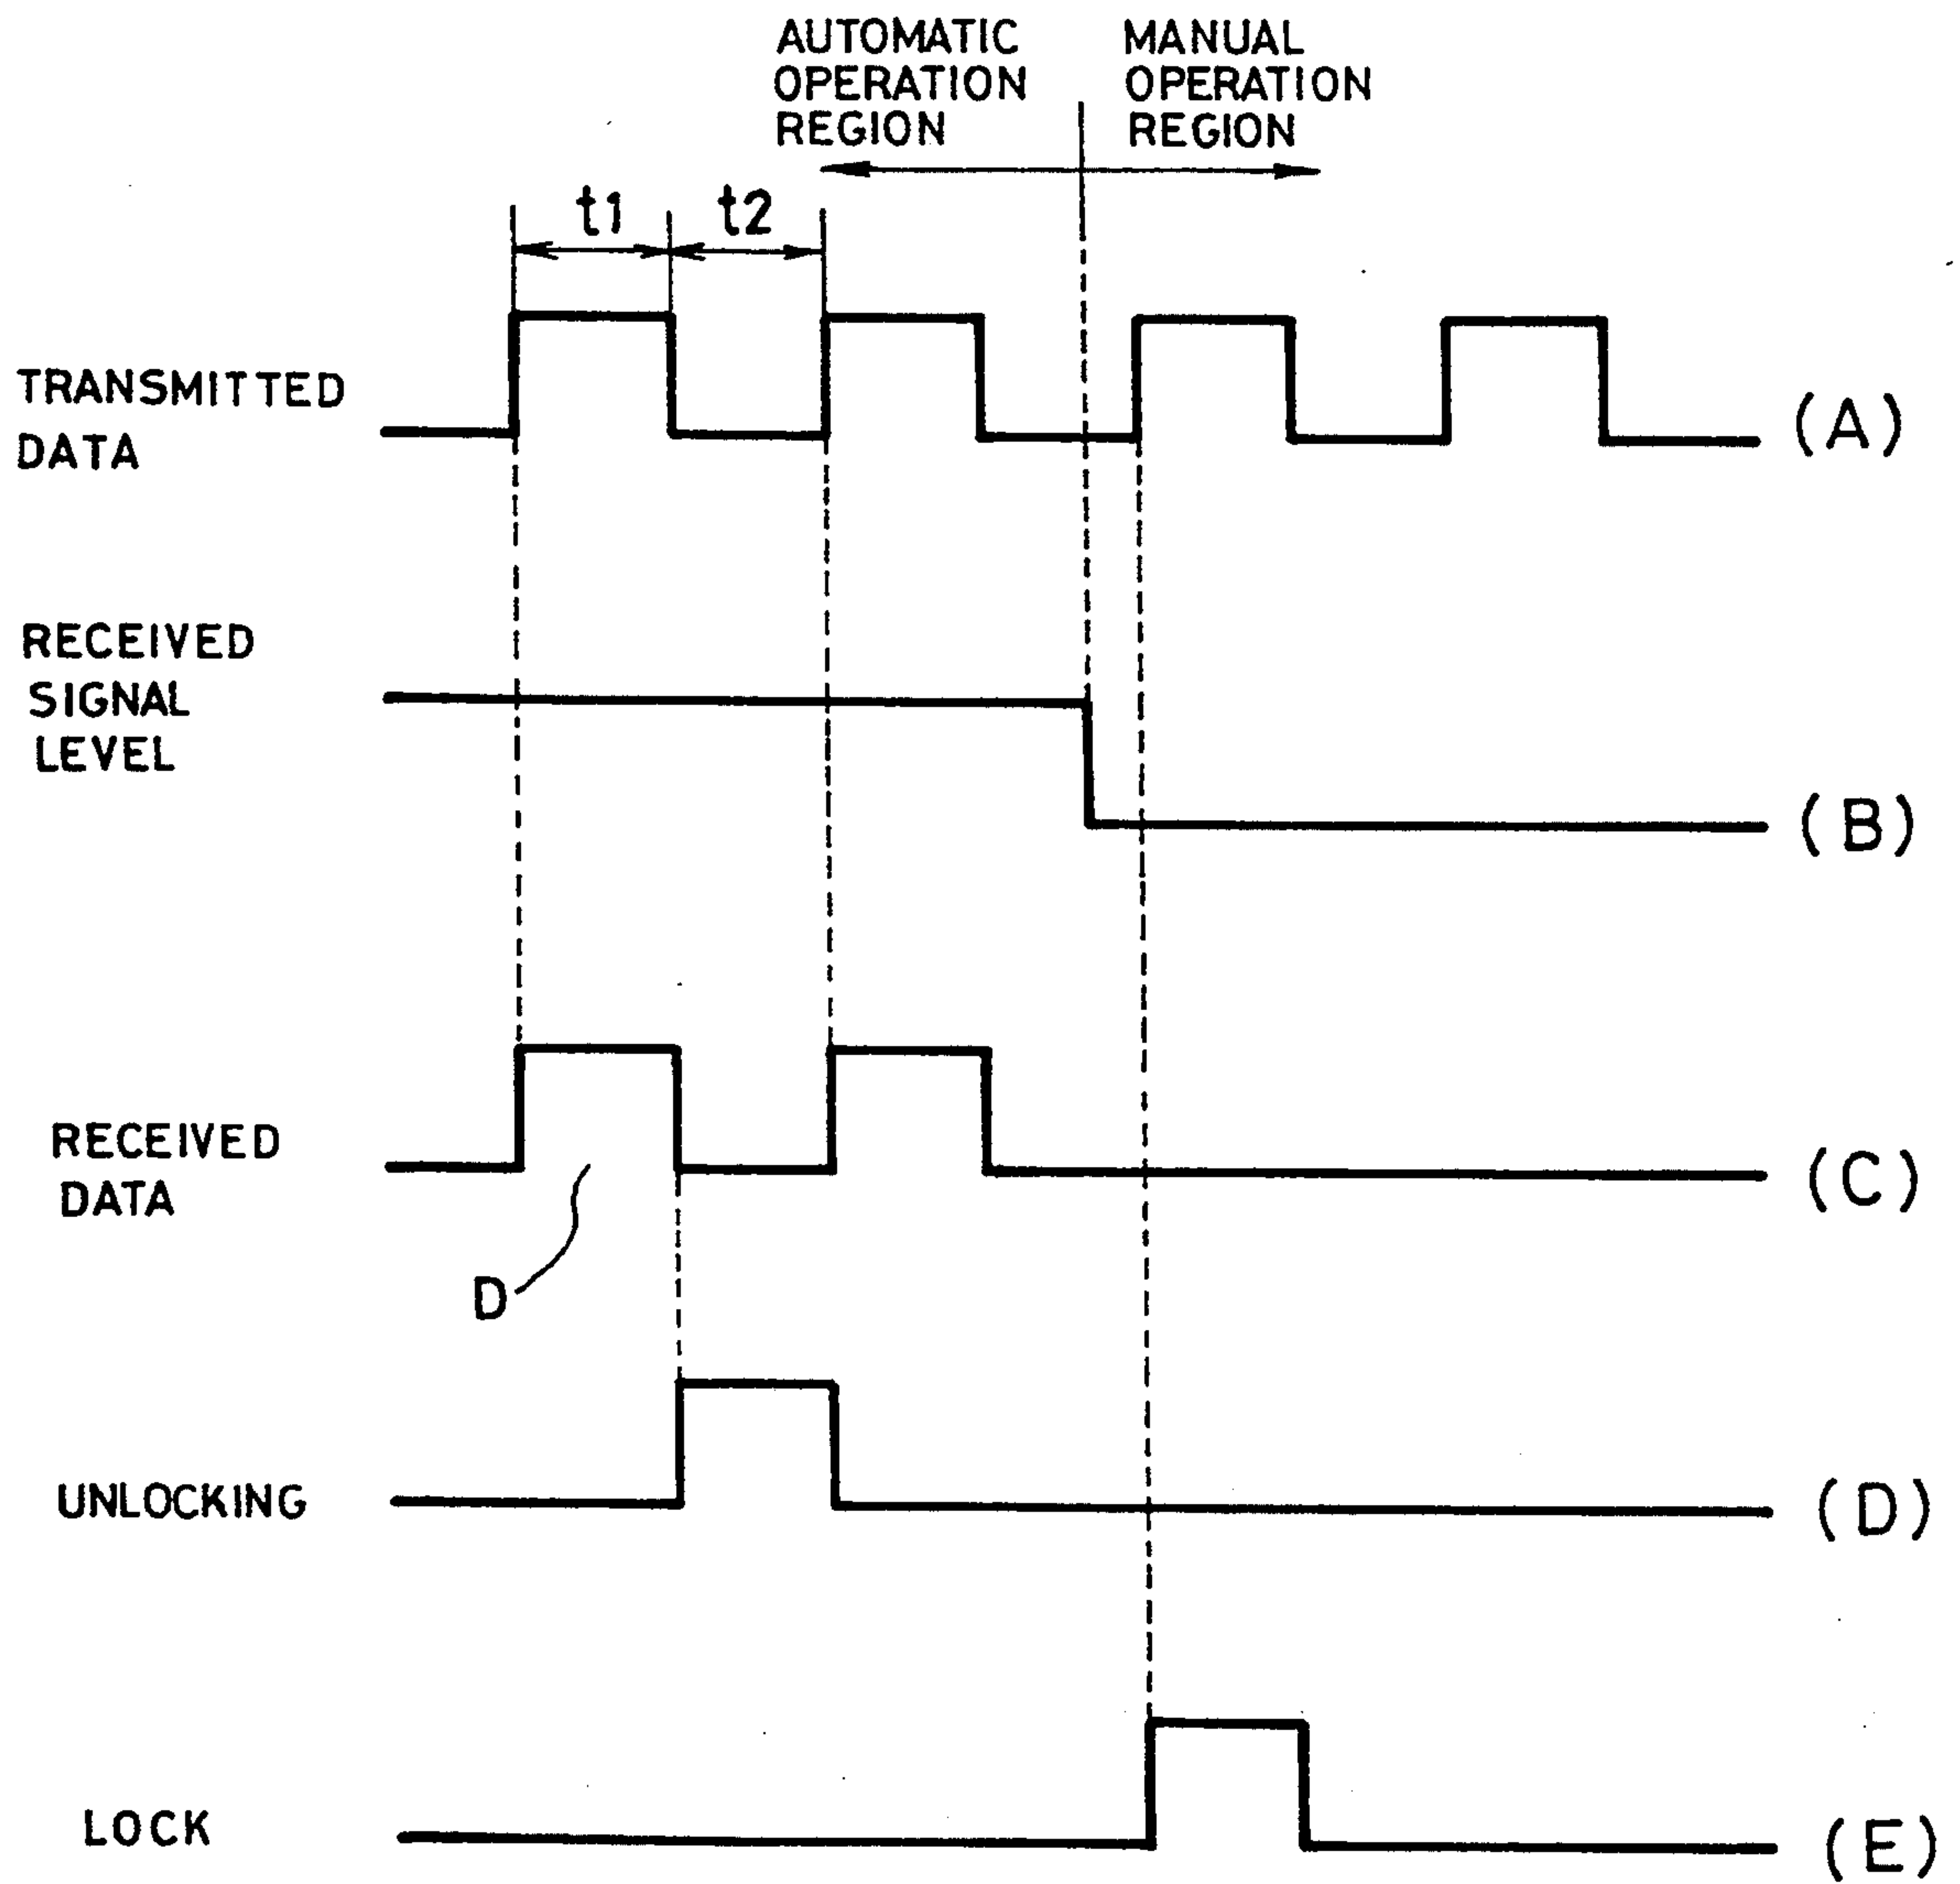 AUTOMATIC
OPERATION
REGION
MANUAL
OPERATION
REGION
t1
t2
TRANSMITTED
DATA
(A)
RECEIVED
SIGNAL
LEVEL
(B)
RECEIVED
DATA
(C)
D
UNLOCKING
(D)
LOCK
(E)